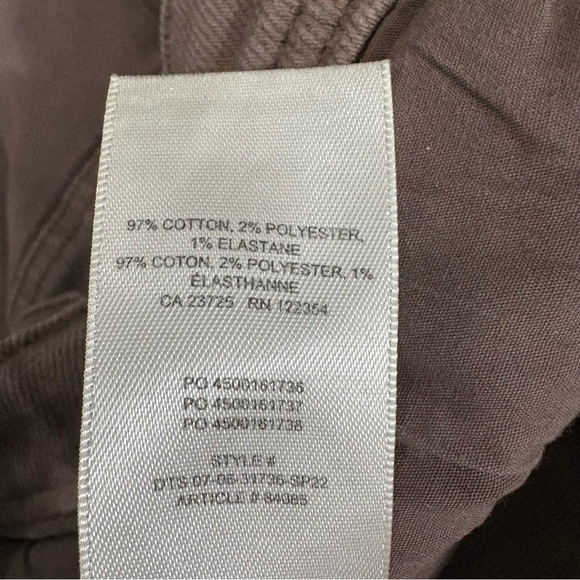 97% COTTON, 2% POLYESTER,
1% ELASTANE
97% COTON, 2% POLYESTER, 1%
ÉLASTHANNE
CA 23725 RN 122354
PO 4500161736
PO 4500161737
PO 4500161738
STYLE #
DTS 07-06-31736-SP22
ARTICLE # 64085